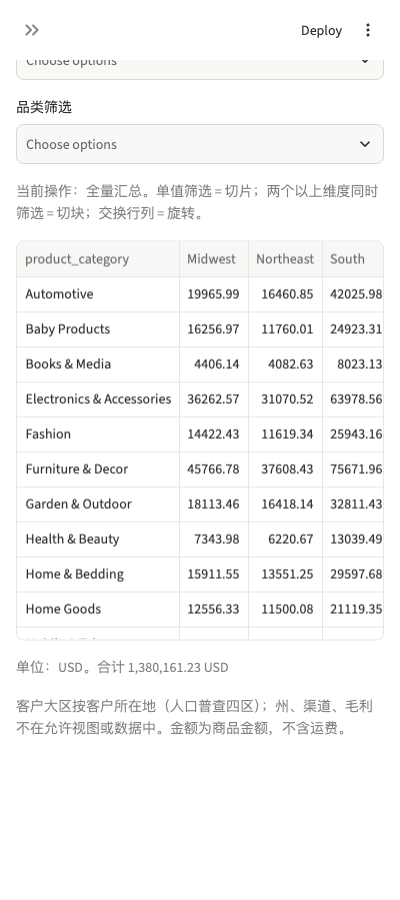 Deploy
Choose options
品类筛选
Choose options
当前操作：全量汇总。单值筛选 = 切片；两个以上维度同时
筛选 = 切块；交换行列 = 旋转。
product_category Midwest Northeast South
Automotive 19965.99 16460.85 42025.98
Baby Products 16256.97 11760.01 24923.31
Books & Media 4406.14 4082.63 8023.13
Electronics & Accessories 36262.57 31070.52 63978.56
Fashion 14422.43 11619.34 25943.16
Furniture & Decor 45766.78 37608.43 75671.96
Garden & Outdoor 18113.46 16418.14 32811.43
Health & Beauty 7343.98 6220.67 13039.49
Home & Bedding 15911.55 13551.25 29597.68
Home Goods 12556.33 11500.08 21119.35
单位：USD。合计 1,380,161.23 USD
客户大区按客户所在地（人口普查四区）；州、渠道、毛利
不在允许视图或数据中。金额为商品金额，不含运费。